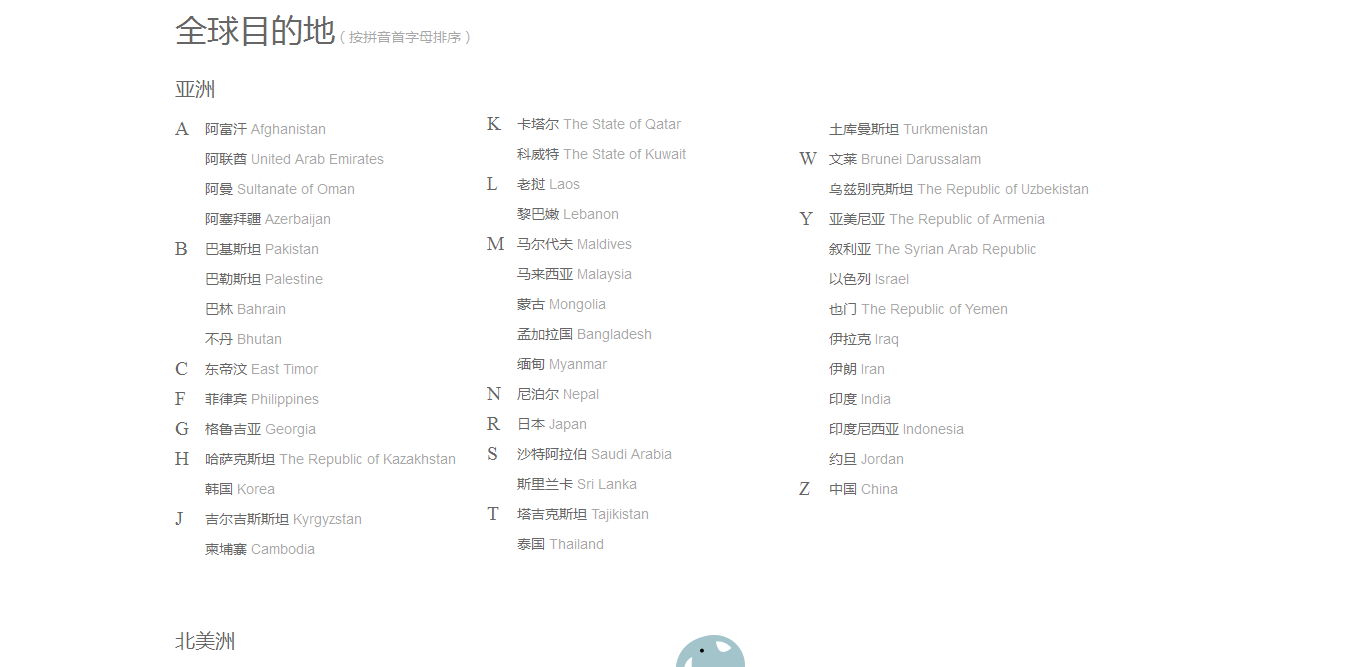 全球目的地（按拼音首字母排序）
亚洲
A 阿富汗 Afghanistan
阿联酋 United Arab Emirates
阿曼 Sultanate of Oman
阿塞拜疆 Azerbaijan
B 巴基斯坦 Pakistan
巴勒斯坦 Palestine
巴林 Bahrain
不丹 Bhutan
C 东帝汶 East Timor
F 菲律宾 Philippines
G 格鲁吉亚 Georgia
H 哈萨克斯坦 The Republic of Kazakhstan
韩国 Korea
J 吉尔吉斯斯坦 Kyrgyzstan
柬埔寨 Cambodia
K 卡塔尔 The State of Qatar
科威特 The State of Kuwait
L 老挝 Laos
黎巴嫩 Lebanon
M 马尔代夫 Maldives
马来西亚 Malaysia
蒙古 Mongolia
孟加拉国 Bangladesh
缅甸 Myanmar
N 尼泊尔 Nepal
R 日本 Japan
S 沙特阿拉伯 Saudi Arabia
斯里兰卡 Sri Lanka
T 塔吉克斯坦 Tajikistan
泰国 Thailand
土库曼斯坦 Turkmenistan
W 文莱 Brunei Darussalam
乌兹别克斯坦 The Republic of Uzbekistan
Y 亚美尼亚 The Republic of Armenia
叙利亚 The Syrian Arab Republic
以色列 Israel
也门 The Republic of Yemen
伊拉克 Iraq
伊朗 Iran
印度 India
印度尼西亚 Indonesia
约旦 Jordan
Z 中国 China
北美洲